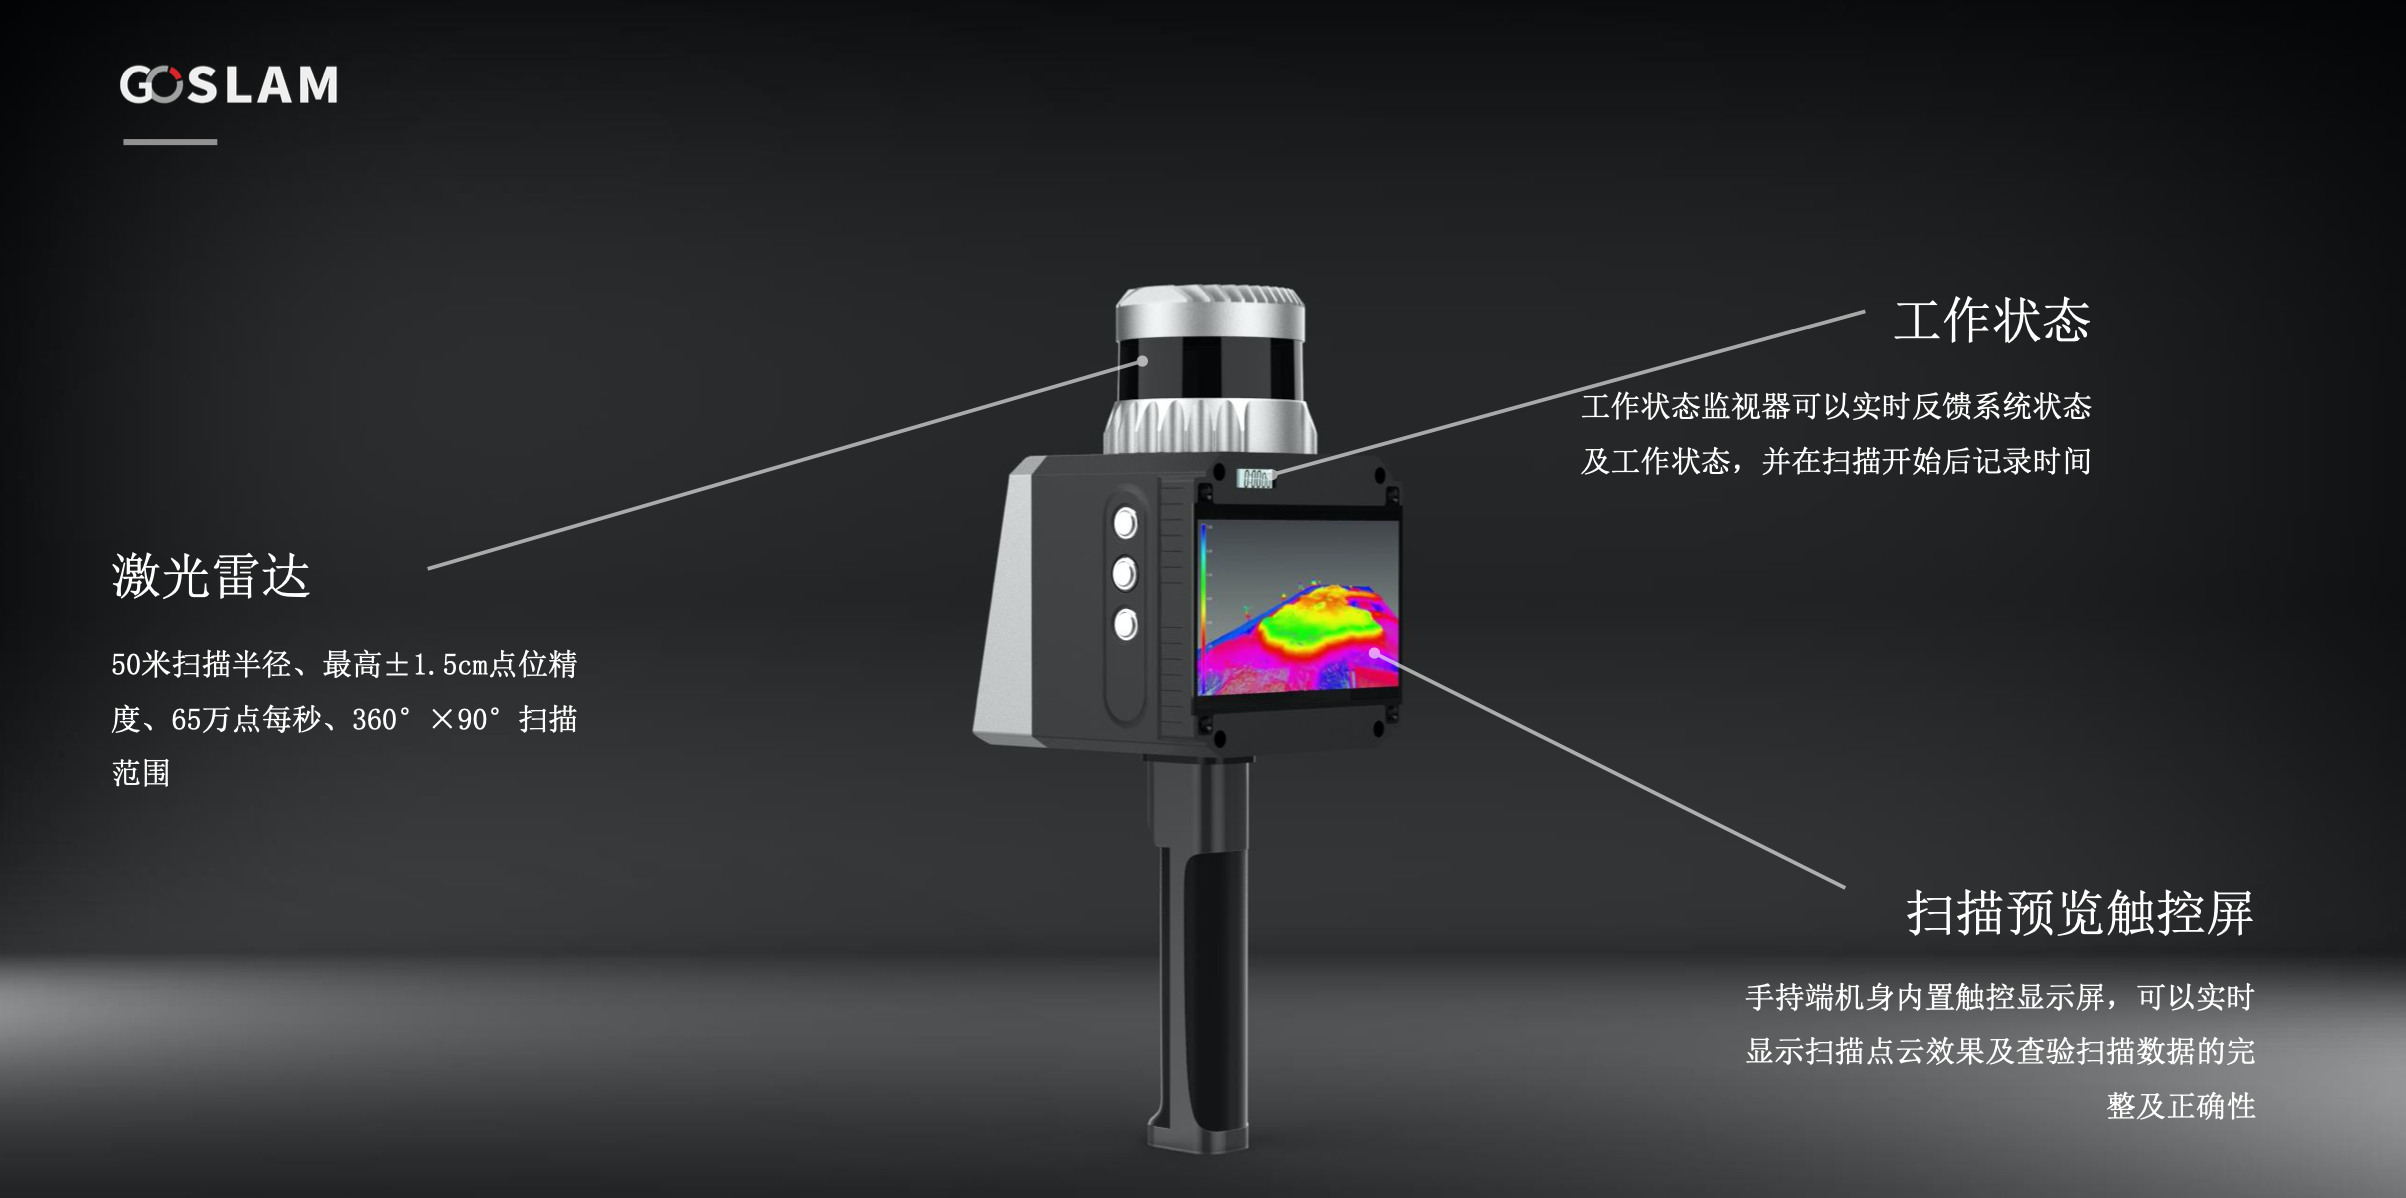 GOSLAM
工作状态
工作状态监视器可以实时反馈系统状态
及工作状态，并在扫描开始后记录时间
激光雷达
50米扫描半径、最高±1.5cm点位精
度、65万点每秒、360°×90°扫描
范围
扫描预览触控屏
手持端机身内置触控显示屏，可以实时
显示扫描点云效果及查验扫描数据的完
整及正确性